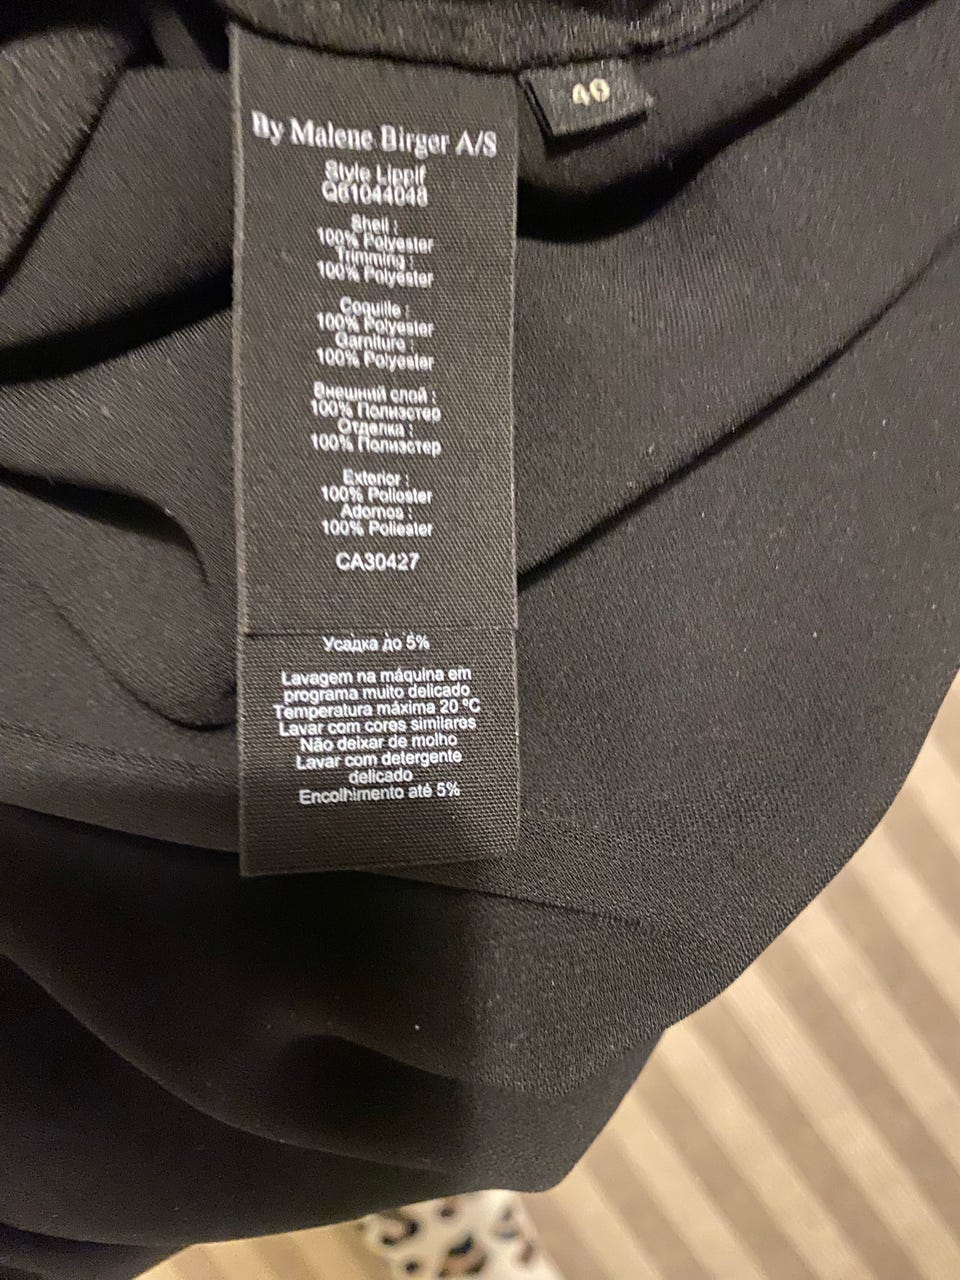 40
By Malene Birger A/S
Style Lippif
Q61044048
Shell :
100% Polyester
Trimming :
100% Polyester
Coquille :
100% Polyester
Garniture :
100% Polyester
Внешний слой :
100% Полиэстер
Отделка :
100% Полиэстер
Exterior :
100% Poliester
Adornos :
100% Poliester
CA30427
Усадка до 5%
Lavagem na máquina em
programa muito delicado
Temperatura máxima 20 ºC
Lavar com cores similares
Não deixar de molho
Lavar com detergente
delicado
Encolhimento até 5%